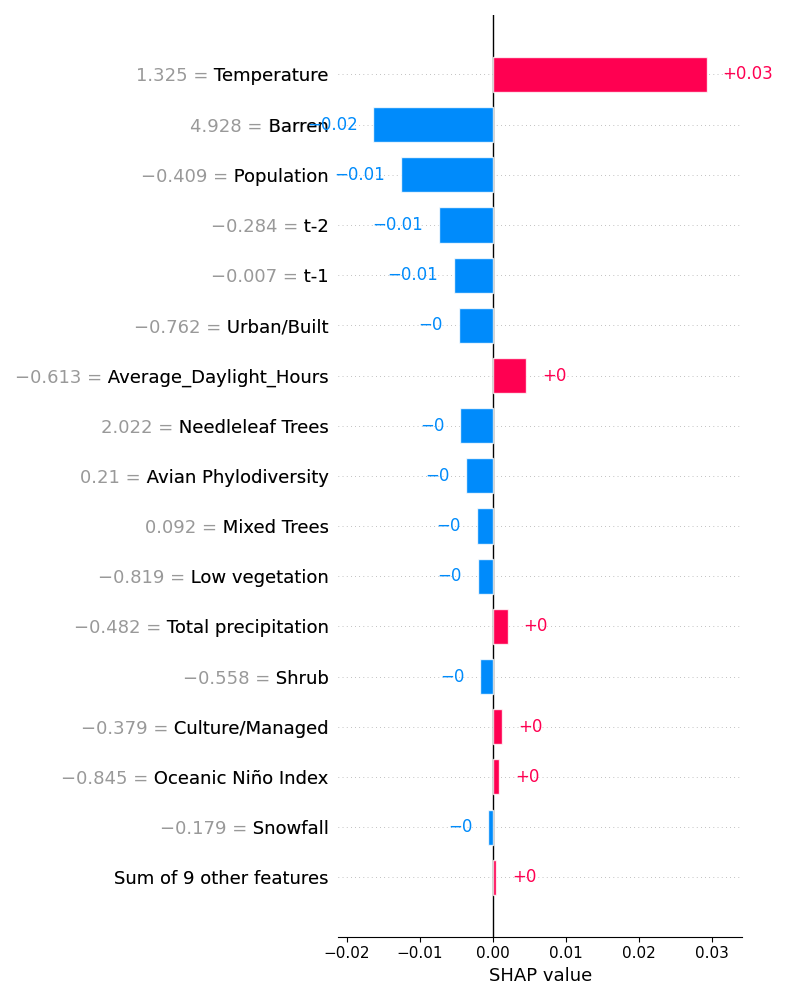 1.325 = Temperature +0.03
4.928 = Barren −0.02
−0.409 = Population −0.01
−0.284 = t-2 −0.01
−0.007 = t-1 −0.01
−0.762 = Urban/Built −0
−0.613 = Average_Daylight_Hours +0
2.022 = Needleleaf Trees −0
0.21 = Avian Phylodiversity −0
0.092 = Mixed Trees −0
−0.819 = Low vegetation −0
−0.482 = Total precipitation +0
−0.558 = Shrub −0
−0.379 = Culture/Managed +0
−0.845 = Oceanic Niño Index +0
−0.179 = Snowfall −0
Sum of 9 other features +0
−0.02 −0.01 0.00 0.01 0.02 0.03
SHAP value